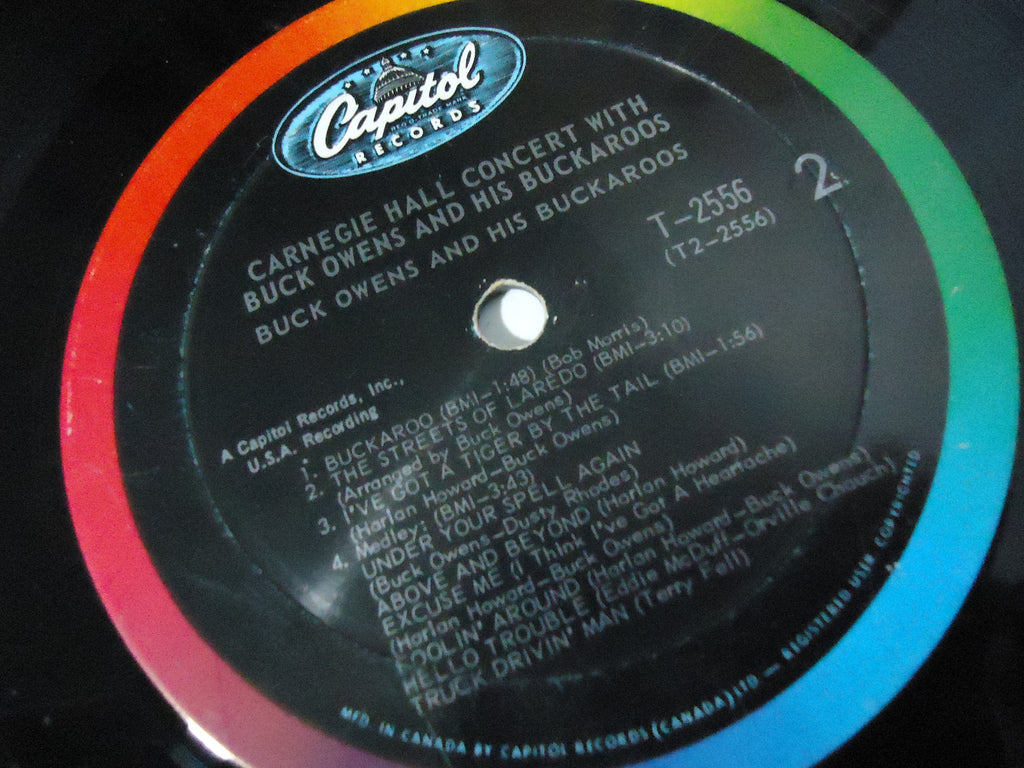 Capitol
REG. U.S. TRADE MARK
RECORDS
CARNEGIE HALL CONCERT WITH
BUCK OWENS AND HIS BUCKAROOS
BUCK OWENS AND HIS BUCKAROOS
T-2556
(T2-2556)
2
A Capitol Records, Inc.,
U.S.A. Recording
1. BUCKAROO (BMI-1:48) (Bob Morris)
2. THE STREETS OF LAREDO (BMI-3:10)
(Arranged by Buck Owens)
3. I'VE GOT A TIGER BY THE TAIL (BMI-1:56)
(Harlan Howard-Buck Owens)
4. Medley: (BMI-3:43)
UNDER YOUR SPELL AGAIN
(Buck Owens-Dusty Rhodes)
ABOVE AND BEYOND (Harlan Howard)
EXCUSE ME (I Think I've Got A Heartache)
(Harlan Howard-Buck Owens)
FOOLIN' AROUND (Harlan Howard-Buck Owens)
HELLO TROUBLE (Eddie McDuff-Orville Couch)
TRUCK DRIVIN' MAN (Terry Fell)
MFD. IN CANADA BY CAPITOL RECORDS (CANADA) LTD. — REGISTERED USER COPYRIGHTED